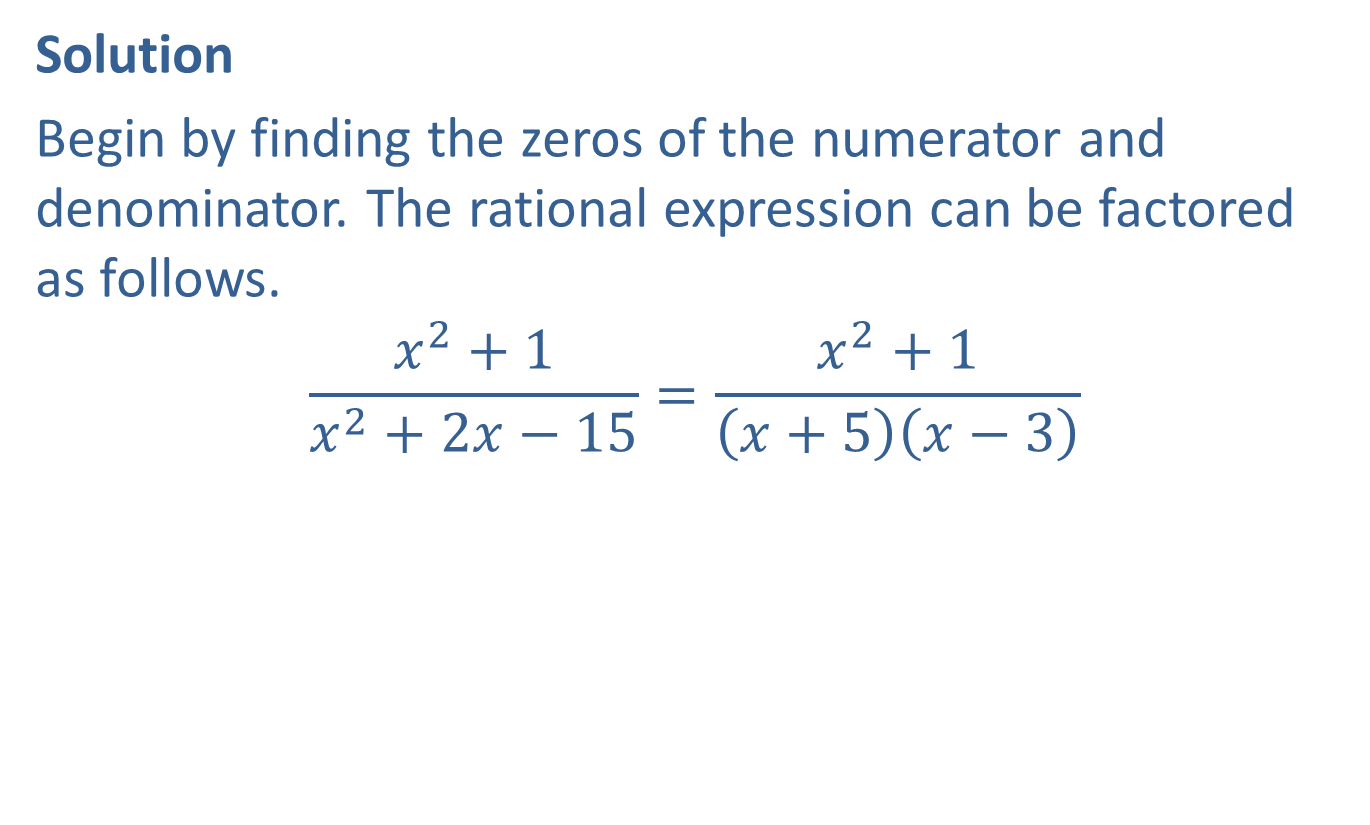 Solution
Begin by finding the zeros of the numerator and
denominator. The rational expression can be factored
as follows.
x² + 1 / x² + 2x − 15 = x² + 1 / (x + 5)(x − 3)